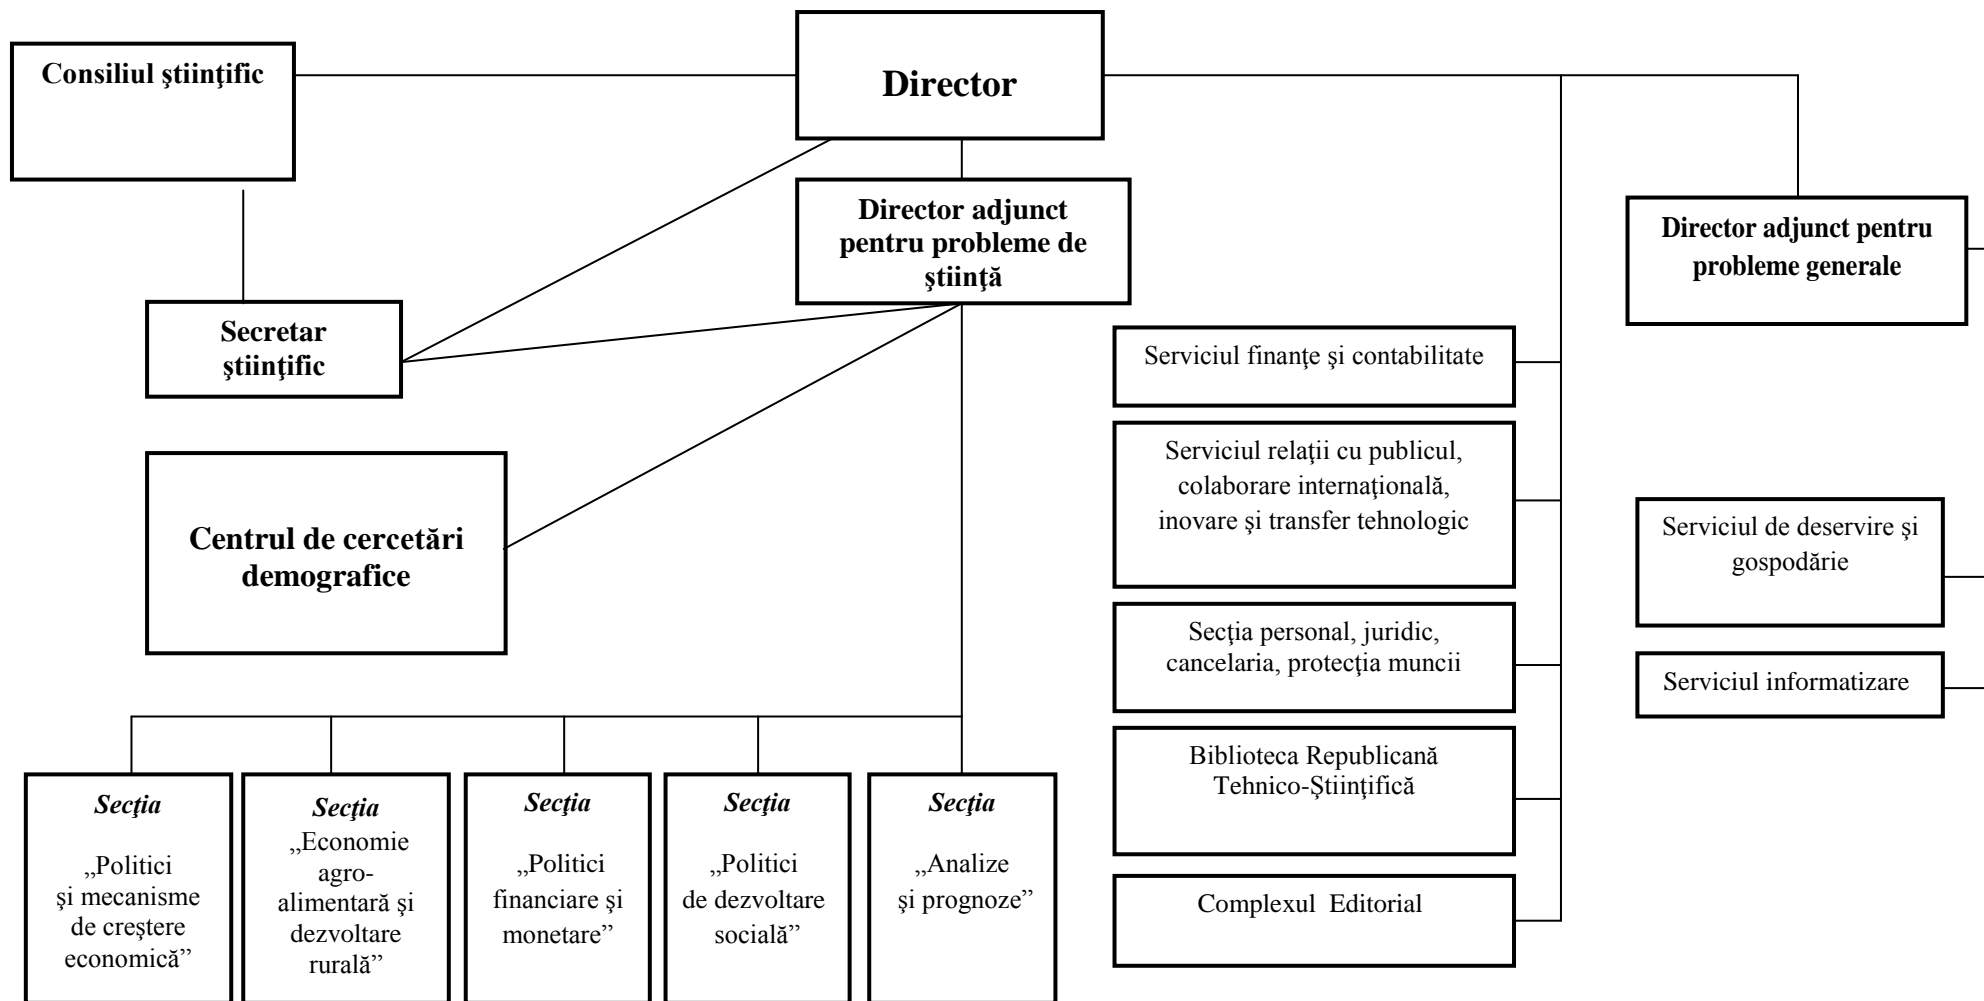 Consiliul ştiinţific
Director
Director adjunct
pentru probleme de
ştiinţă
Director adjunct pentru
probleme generale
Secretar
ştiinţific
Centrul de cercetări
demografice
Serviciul finanţe şi contabilitate
Serviciul relaţii cu publicul,
colaborare internaţională,
inovare şi transfer tehnologic
Secţia personal, juridic,
cancelaria, protecţia muncii
Biblioteca Republicană
Tehnico-Ştiinţifică
Complexul  Editorial
Serviciul de deservire şi
gospodărie
Serviciul informatizare
Secţia
„Politici
şi mecanisme
de creştere
economică”
Secţia
„Economie
agro-
alimentară şi
dezvoltare
rurală”
Secţia
„Politici
financiare şi
monetare”
Secţia
„Politici
de dezvoltare
socială”
Secţia
„Analize
şi prognoze”